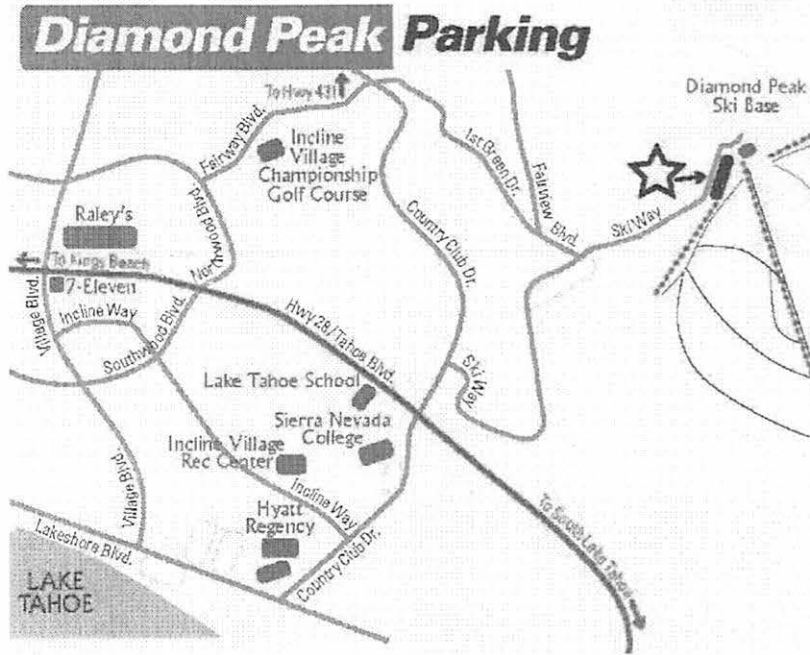 Diamond Peak Parking
To Hwy 431
Diamond Peak
Ski Base
Fairway Blvd.
Incline
Village
Championship
Golf Course
1st Green Dr.
Fairview Blvd.
Ski Way
Raley's
Northwood Blvd.
Country Club Dr.
To Kings Beach
7-Eleven
Village Blvd.
Incline Way
Southwood Blvd.
Hwy 28/Tahoe Blvd.
Ski Way
Lake Tahoe School
Sierra Nevada
College
Incline Village
Rec Center
Incline Way
Village Blvd.
Hyatt
Regency
Country Club Dr.
Lakeshore Blvd.
To South Lake Tahoe
LAKE
TAHOE